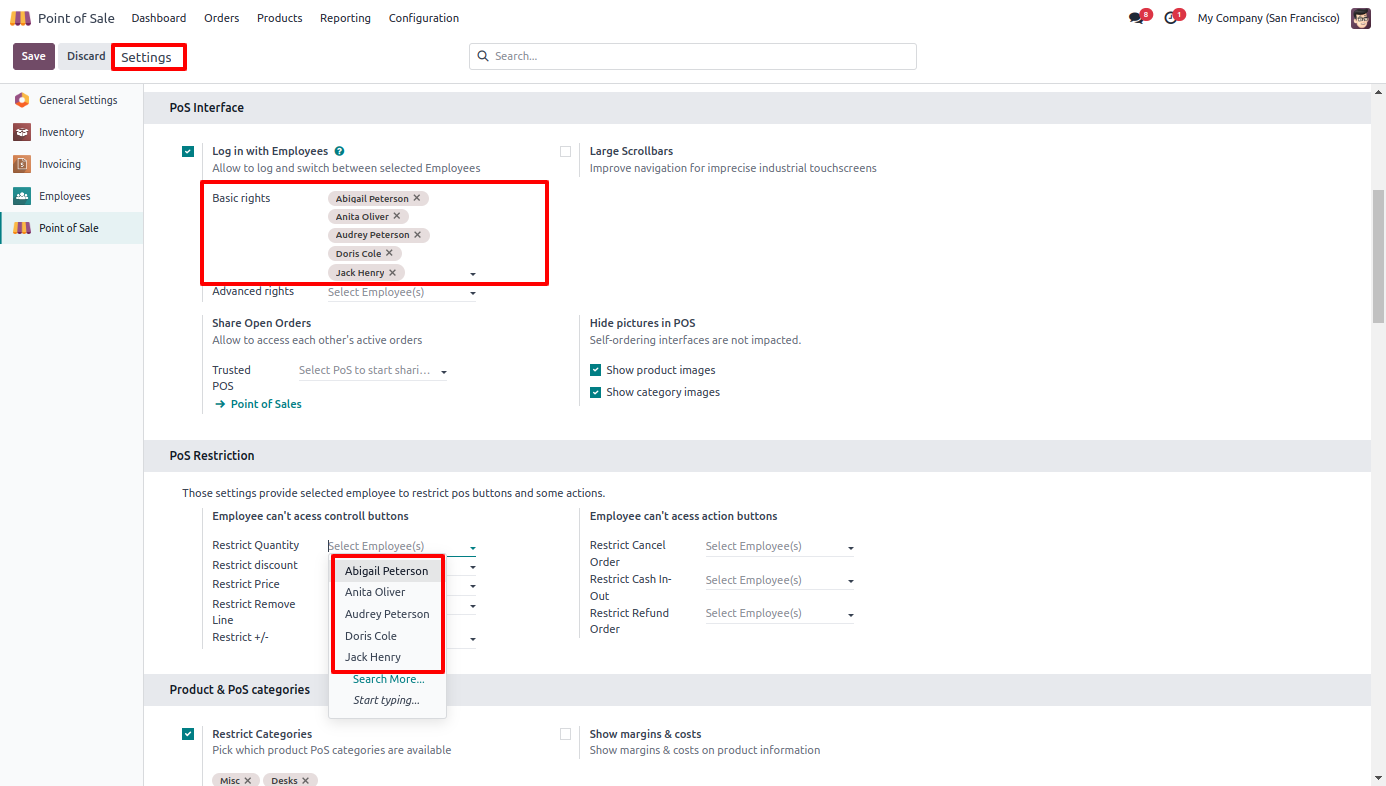 Point of Sale Dashboard Orders Products Reporting Configuration 8 1 My Company (San Francisco)
Save Discard Settings Search...
General Settings
Inventory
Invoicing
Employees
Point of Sale
PoS Interface
Log in with Employees ?
Allow to log and switch between selected Employees
Large Scrollbars
Improve navigation for imprecise industrial touchscreens
Basic rights Abigail Peterson ×
Anita Oliver ×
Audrey Peterson ×
Doris Cole ×
Jack Henry ×
Advanced rights Select Employee(s)
Share Open Orders
Allow to access each other's active orders
Trusted POS Select PoS to start shari...
→ Point of Sales
Hide pictures in POS
Self-ordering interfaces are not impacted.
Show product images
Show category images
PoS Restriction
Those settings provide selected employee to restrict pos buttons and some actions.
Employee can't acess controll buttons
Restrict Quantity Select Employee(s)
Restrict discount
Restrict Price
Restrict Remove
Line
Restrict +/-
Abigail Peterson
Anita Oliver
Audrey Peterson
Doris Cole
Jack Henry
Search More...
Start typing...
Employee can't acess action buttons
Restrict Cancel Select Employee(s)
Order
Restrict Cash In- Select Employee(s)
Out
Restrict Refund Select Employee(s)
Order
Product & PoS categories
Restrict Categories
Pick which product PoS categories are available
Misc × Desks ×
Show margins & costs
Show margins & costs on product information